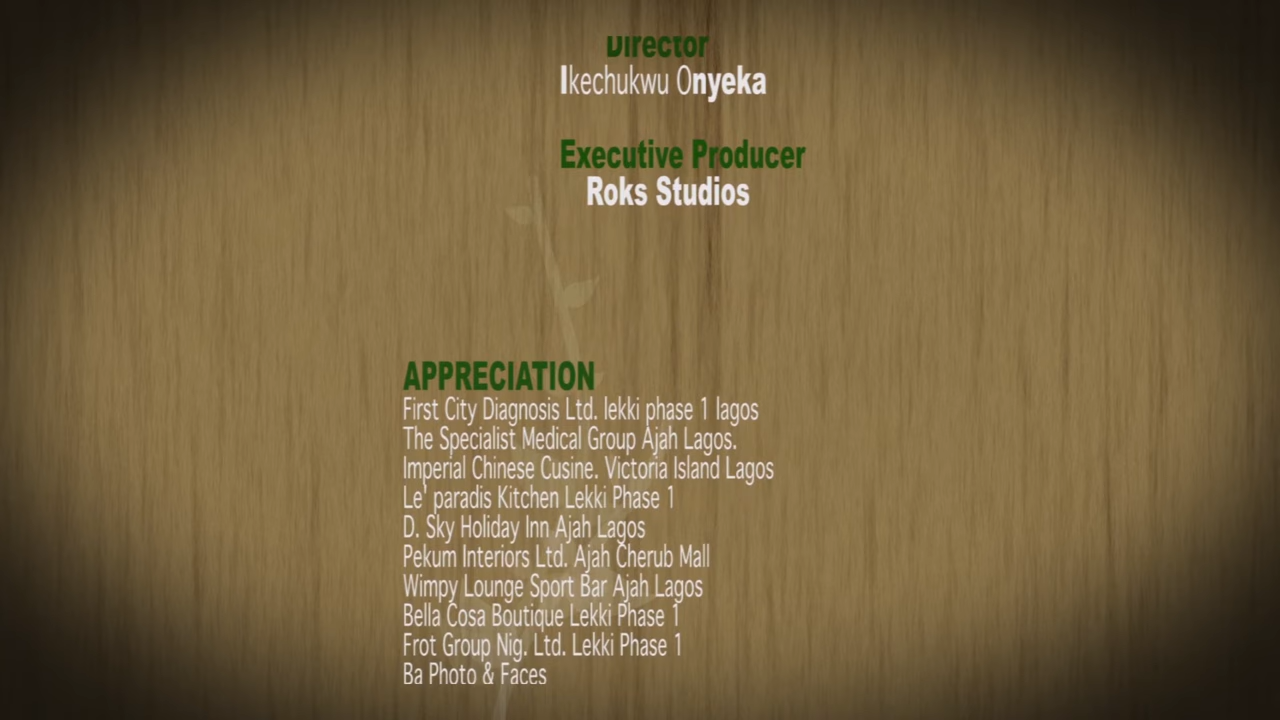 Director
Ikechukwu Onyeka
Executive Producer
Roks Studios
APPRECIATION
First City Diagnosis Ltd. lekki phase 1 lagos
The Specialist Medical Group Ajah Lagos.
Imperial Chinese Cusine. Victoria Island Lagos
Le' paradis Kitchen Lekki Phase 1
D. Sky Holiday Inn Ajah Lagos
Pekum Interiors Ltd. Ajah Cherub Mall
Wimpy Lounge Sport Bar Ajah Lagos
Bella Cosa Boutique Lekki Phase 1
Frot Group Nig. Ltd. Lekki Phase 1
Ba Photo & Faces